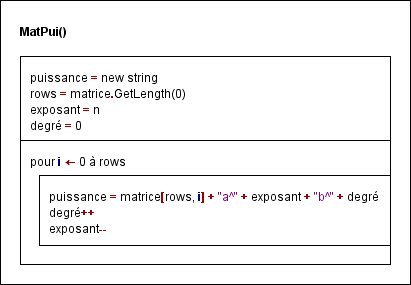 MatPui()
puissance = new string
rows = matrice.GetLength(0)
exposant = n
degré = 0
pour i ← 0 à rows
puissance = matrice[rows, i] + "a^" + exposant + "b^" + degré
degré++
exposant--